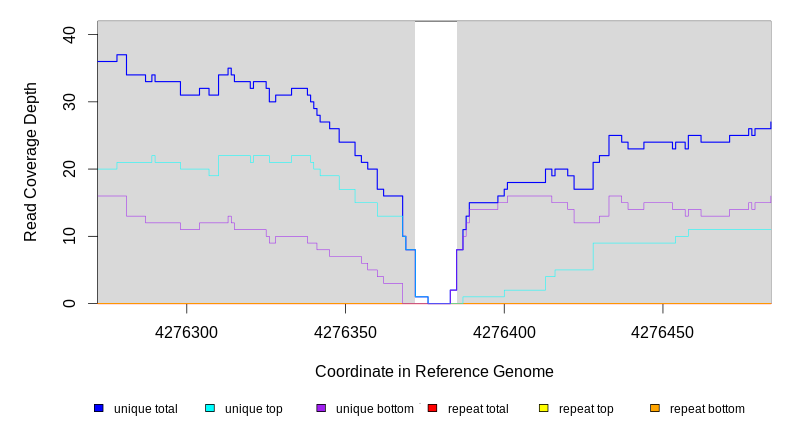 40
30
20
10
0
Read Coverage Depth
4276300 4276350 4276400 4276450
Coordinate in Reference Genome
unique total unique top unique bottom repeat total repeat top repeat bottom